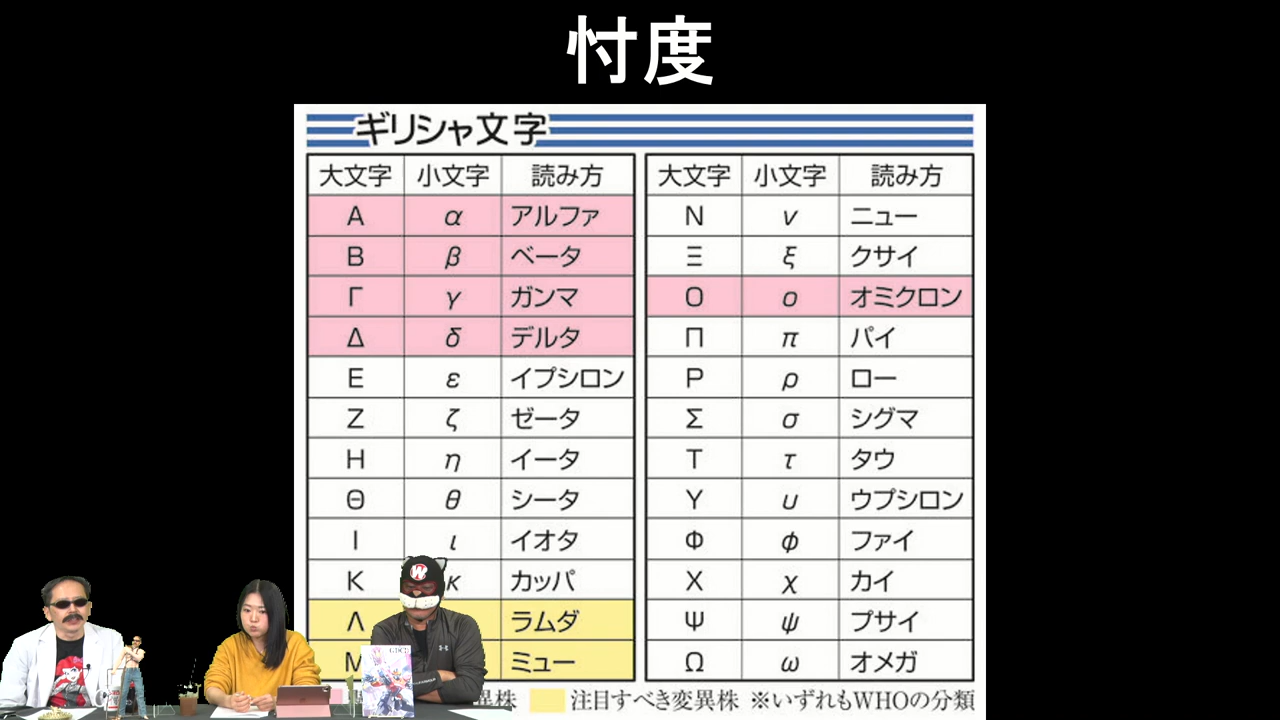 忖度
ギリシャ文字
大文字 小文字 読み方 大文字 小文字 読み方
Α α アルファ Ν ν ニュー
Β β ベータ Ξ ξ クサイ
Γ γ ガンマ Ο ο オミクロン
Δ δ デルタ Π π パイ
Ε ε イプシロン Ρ ρ ロー
Ζ ζ ゼータ Σ σ シグマ
Η η イータ Τ τ タウ
Θ θ シータ Υ υ ウプシロン
Ι ι イオタ Φ φ ファイ
Κ κ カッパ Χ χ カイ
Λ ラムダ Ψ ψ プサイ
Μ ミュー Ω ω オメガ
異株 注目すべき変異株 ※いずれもWHOの分類
W